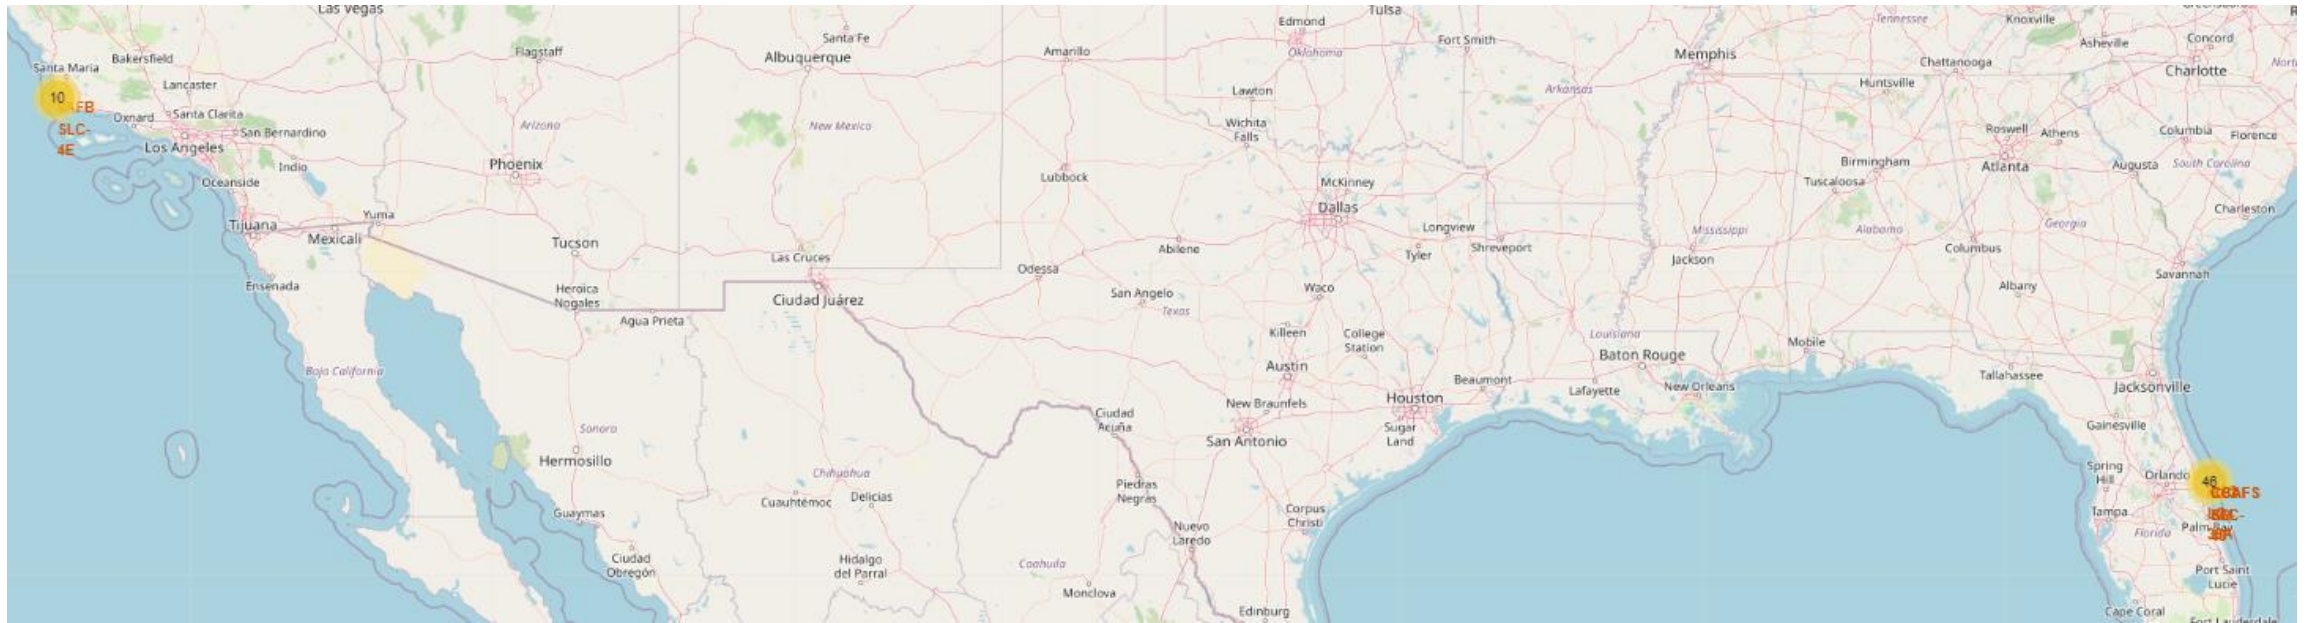 Las Vegas
Tulsa
Edmond
Knoxville
Tennessee
Santa Fe
Concord
Asheville
Fort Smith
Flagstaff
Amarillo
Oklahoma
Memphis
Bakersfield
Albuquerque
Chattanooga
Santa Maria
Charlotte
Huntsville
Lancaster
Lawton
Arkansas
10
FB
Oxnard
Santa Clarita
SLC-
4E
San Bernardino
Arizona
New Mexico
Wichita
Falls
Roswell
Athens
Columbia
Florence
Los Angeles
Indio
Phoenix
Birmingham
Atlanta
Augusta
South Carolina
Lubbock
McKinney
Tuscaloosa
Oceanside
Dallas
Charleston
Yuma
Tijuana
Mexicali
Longview
Mississippi
Alabama
Georgia
Tucson
Abilene
Shreveport
Columbus
Las Cruces
Tyler
Jackson
Odessa
Savannah
Ensenada
Heroica
Nogales
Ciudad Juárez
San Angelo
Waco
Albany
Texas
Agua Prieta
Killeen
College
Station
Louisiana
Mobile
Baton Rouge
Baja California
Austin
Beaumont
Lafayette
New Orleans
Tallahassee
Jacksonville
New Braunfels
Houston
Ciudad
Acuña
Sonora
San Antonio
Sugar
Land
Gainesville
Hermosillo
Chihuahua
Spring
Hill
Orlando
46
Piedras
Negras
Cuauhtémoc
Delicias
Guaymas
Corpus
Christi
Tampa
Nuevo
Laredo
Palm Bay
Florida
Ciudad
Obregón
Hidalgo
del Parral
Coahuila
Monclova
Port Saint
Lucie
Edinburg
Cape Coral
Fort Lauderdale